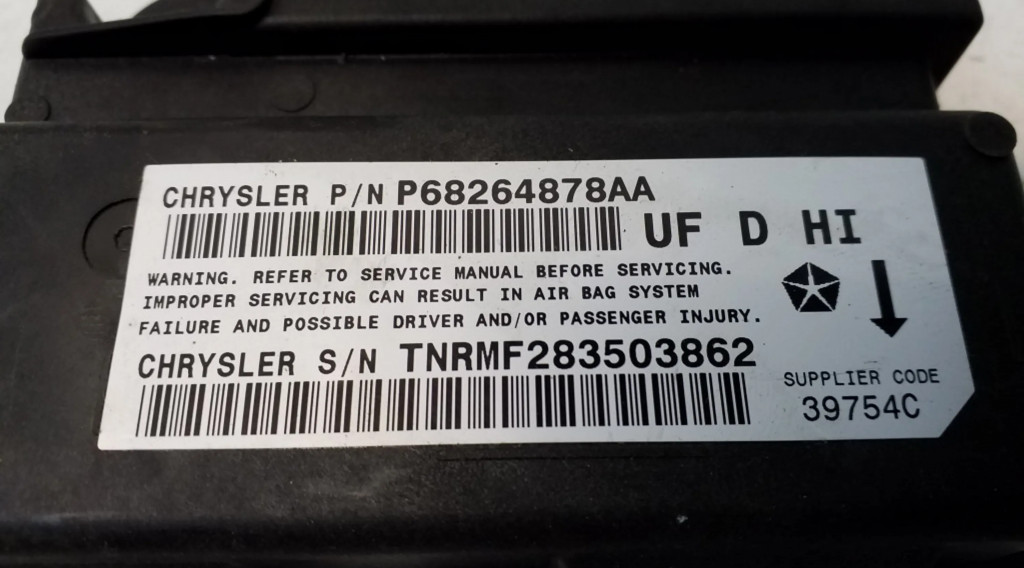 CHRYSLER P/N P68264878AA
UF D HI
WARNING. REFER TO SERVICE MANUAL BEFORE SERVICING.
IMPROPER SERVICING CAN RESULT IN AIR BAG SYSTEM
FAILURE AND POSSIBLE DRIVER AND/OR PASSENGER INJURY.
CHRYSLER S/N TNRMF283503862
SUPPLIER CODE
39754C